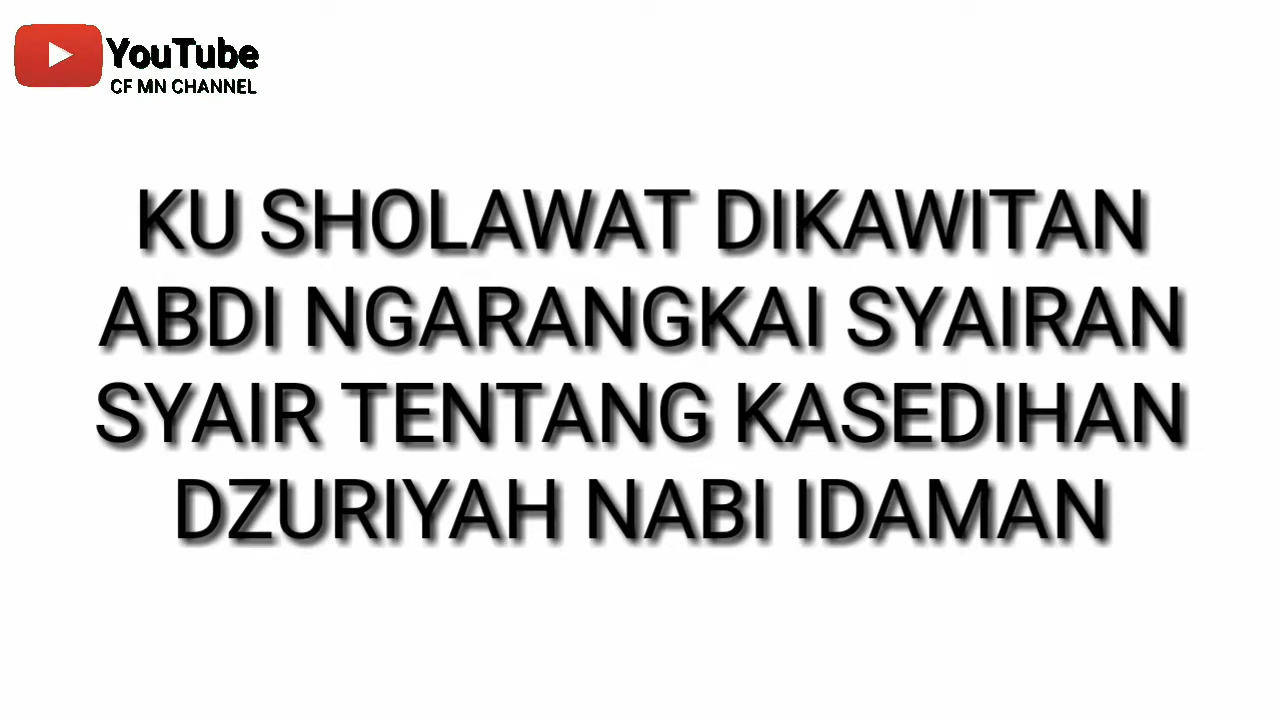 YouTube
CF MN CHANNEL
KU SHOLAWAT DIKAWITAN
ABDI NGARANGKAI SYAIRAN
SYAIR TENTANG KASEDIHAN
DZURIYAH NABI IDAMAN